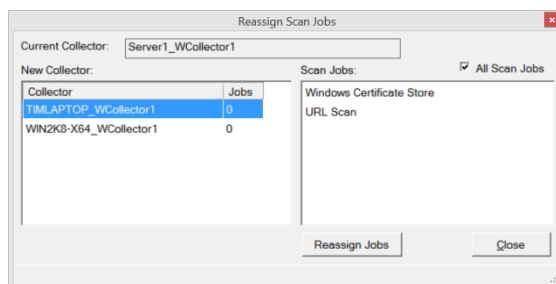 Reassign Scan Jobs
x
Current Collector: Server1_WCollector1
New Collector:
Collector Jobs
TIMLAPTOP_WCollector1 0
WIN2K8-X64_WCollector1 0
Scan Jobs: All Scan Jobs
Windows Certificate Store
URL Scan
Reassign Jobs Close